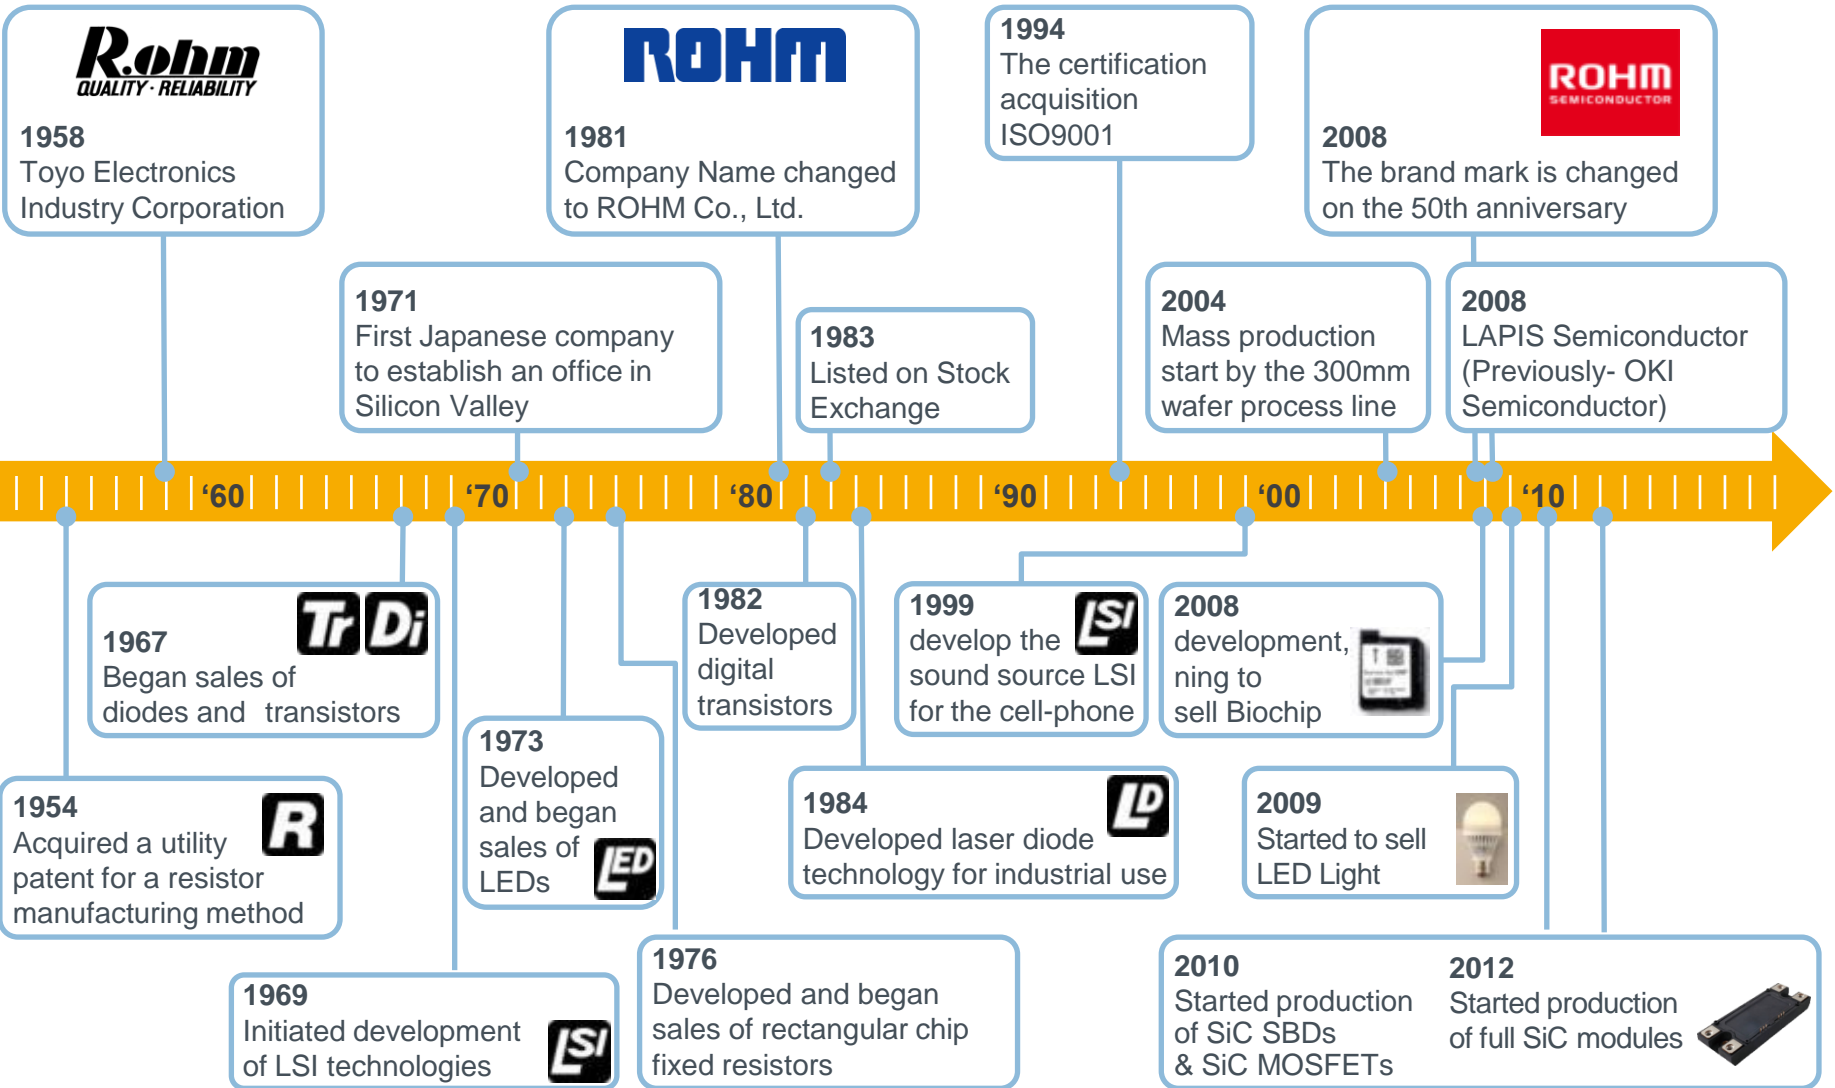 R.ohm
QUALITY · RELIABILITY
1958
Toyo Electronics
Industry Corporation
ROHM
1981
Company Name changed
to ROHM Co., Ltd.
1994
The certification
acquisition
ISO9001
ROHM
SEMICONDUCTOR
2008
The brand mark is changed
on the 50th anniversary
1971
First Japanese company
to establish an office in
Silicon Valley
1983
Listed on Stock
Exchange
2004
Mass production
start by the 300mm
wafer process line
2008
LAPIS Semiconductor
(Previously- OKI
Semiconductor)
‘60
‘70
‘80
‘90
‘00
‘10
Tr Di
1967
Began sales of
diodes and transistors
1982
Developed
digital
transistors
LSI
1999
develop the
sound source LSI
for the cell-phone
2008
development,
ning to
sell Biochip
1954
R
Acquired a utility
patent for a resistor
manufacturing method
1973
Developed
and began
sales of
LEDs
LED
1984
LD
Developed laser diode
technology for industrial use
2009
Started to sell
LED Light
1969
Initiated development
of LSI technologies
LSI
1976
Developed and began
sales of rectangular chip
fixed resistors
2010
Started production
of SiC SBDs
& SiC MOSFETs
2012
Started production
of full SiC modules